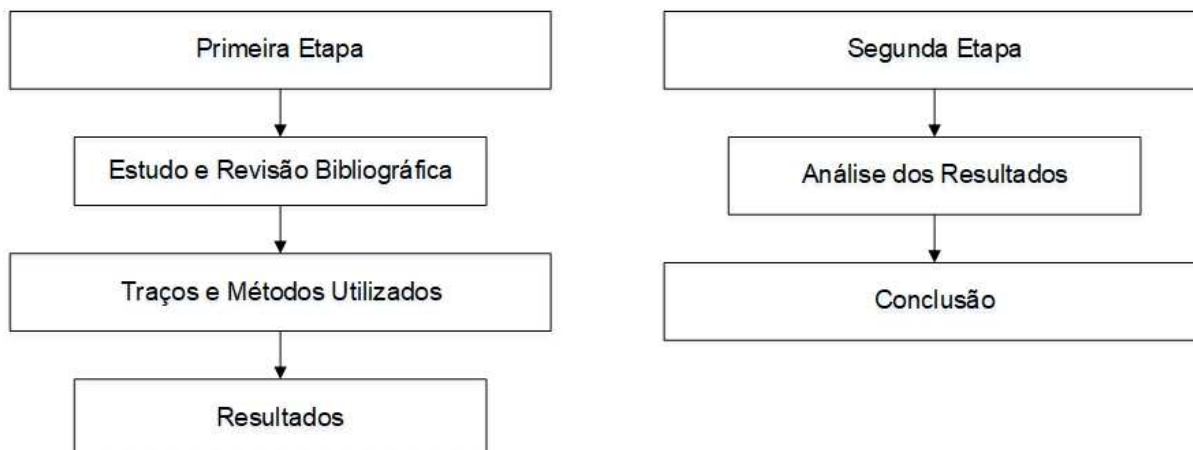 Primeira Etapa
Estudo e Revisão Bibliográfica
Traços e Métodos Utilizados
Resultados
Segunda Etapa
Análise dos Resultados
Conclusão